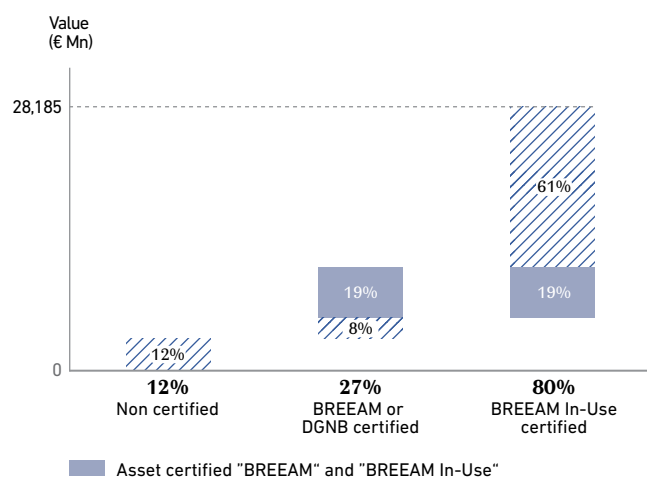 Value
(€ Mn)
28,185
61%
19%
19%
8%
12%
0
12%
Non certified
27%
BREEAM or
DGNB certified
80%
BREEAM In-Use
certified
Asset certified "BREEAM“ and "BREEAM In-Use“